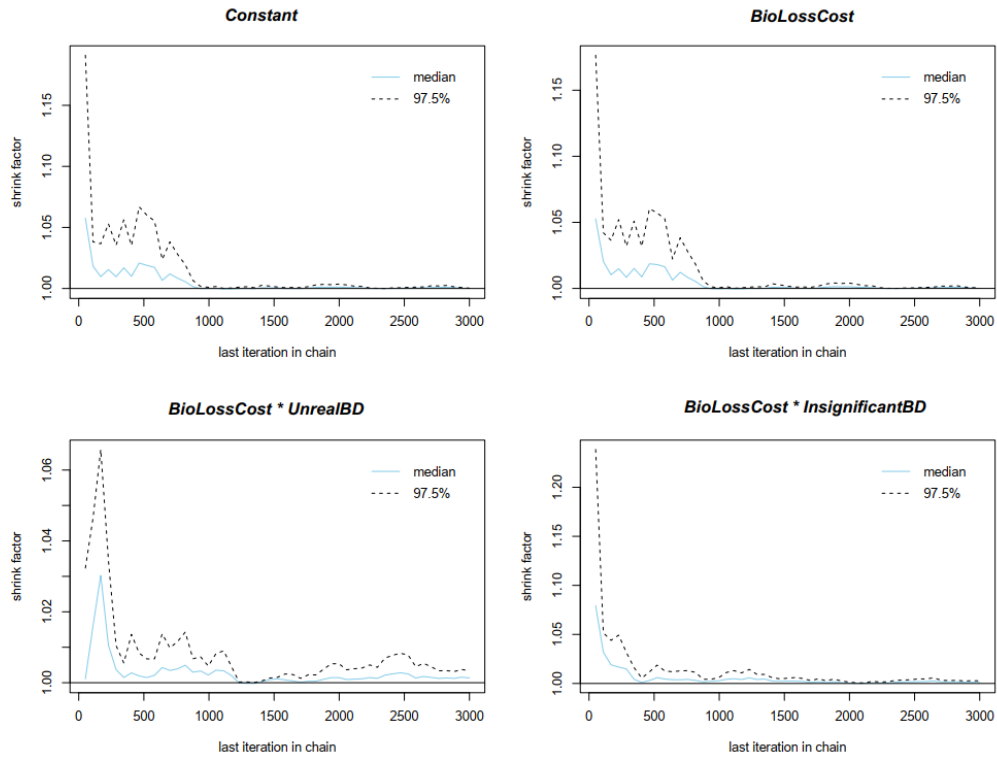 Constant
shrink factor
1.00 1.05 1.10 1.15
median
97.5%
0 500 1000 1500 2000 2500 3000
last iteration in chain
BioLossCost
shrink factor
1.00 1.05 1.10 1.15
median
97.5%
0 500 1000 1500 2000 2500 3000
last iteration in chain
BioLossCost * UnrealBD
shrink factor
1.00 1.02 1.04 1.06
median
97.5%
0 500 1000 1500 2000 2500 3000
last iteration in chain
BioLossCost * InsignificantBD
shrink factor
1.00 1.05 1.10 1.15 1.20
median
97.5%
0 500 1000 1500 2000 2500 3000
last iteration in chain